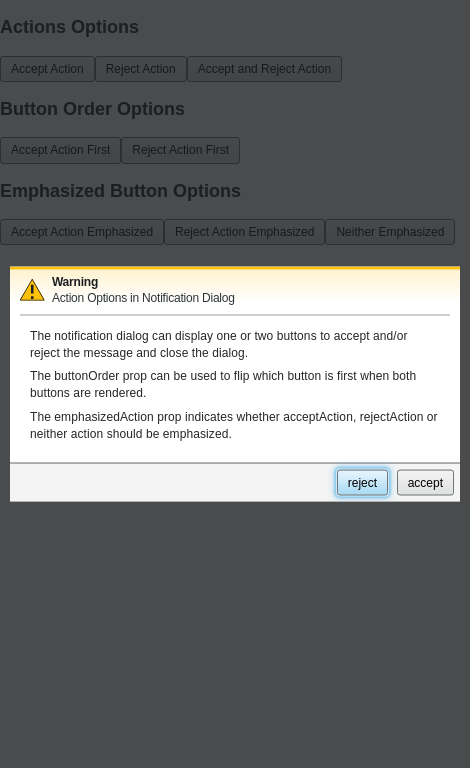 Actions Options
Accept Action Reject Action Accept and Reject Action
Button Order Options
Accept Action First Reject Action First
Emphasized Button Options
Accept Action Emphasized Reject Action Emphasized Neither Emphasized
Warning
Action Options in Notification Dialog
The notification dialog can display one or two buttons to accept and/or
reject the message and close the dialog.
The buttonOrder prop can be used to flip which button is first when both
buttons are rendered.
The emphasizedAction prop indicates whether acceptAction, rejectAction or
neither action should be emphasized.
reject accept